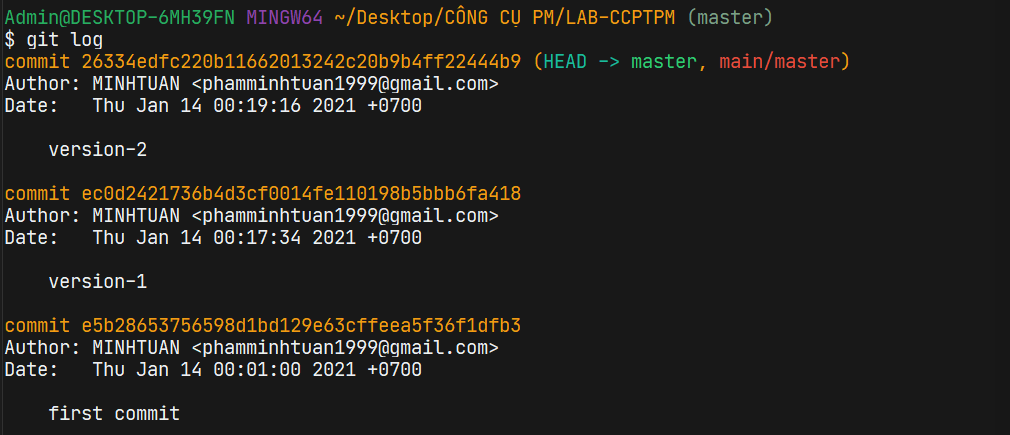 Admin@DESKTOP-6MH39FN MINGW64 ~/Desktop/CÔNG CỤ PM/LAB-CCPTPM (master)
$ git log
commit 26334edfc220b11662013242c20b9b4ff22444b9 (HEAD -> master, main/master)
Author: MINHTUAN <phamminhtuan1999@gmail.com>
Date:   Thu Jan 14 00:19:16 2021 +0700

    version-2

commit ec0d2421736b4d3cf0014fe110198b5bbb6fa418
Author: MINHTUAN <phamminhtuan1999@gmail.com>
Date:   Thu Jan 14 00:17:34 2021 +0700

    version-1

commit e5b28653756598d1bd129e63cffeea5f36f1dfb3
Author: MINHTUAN <phamminhtuan1999@gmail.com>
Date:   Thu Jan 14 00:01:00 2021 +0700

    first commit